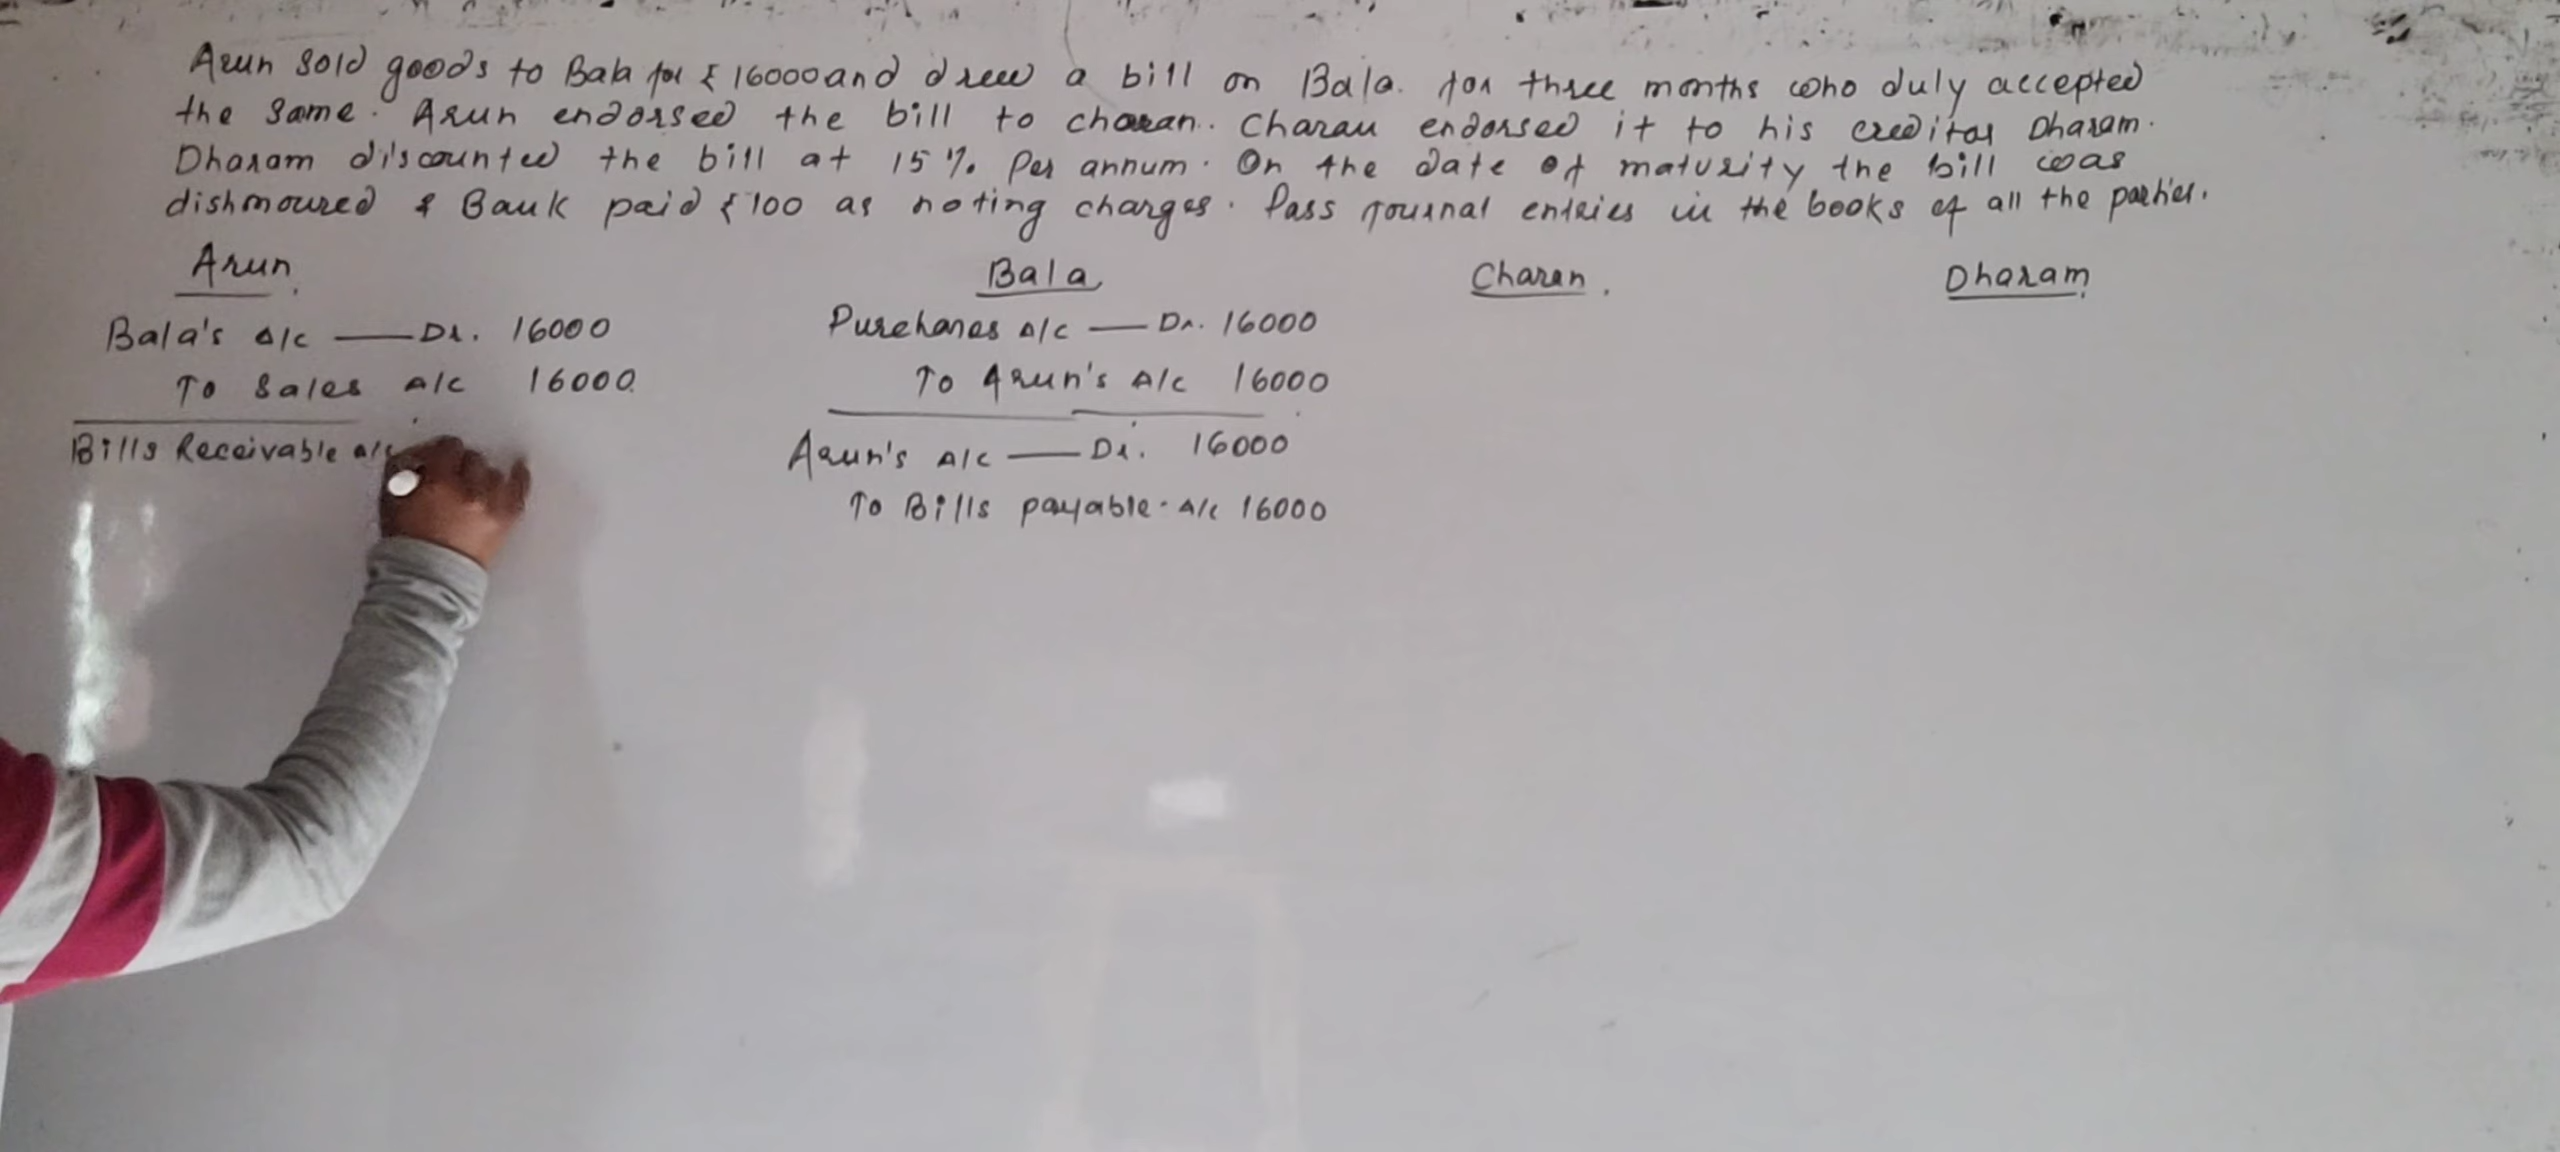 Arun sold goods to Bala for ₹ 16000 and drew a bill on Bala. for three months who duly accepted
the same. Arun endorsed the bill to charan. Charan endorsed it to his creditor Dharam.
Dharam discounted the bill at 15% Per annum. On the date of maturity the bill was
dishnoured & Bank paid ₹100 as noting charges. Pass journal entries in the books of all the parties.
Arun Bala Charan Dharam
Bala's A/c — Dr. 16000 Purchases A/c — Dr. 16000
To Sales A/c 16000 To Arun's A/c 16000
Bills Receivable a/c Arun's A/c — Dr. 16000
To Bills payable A/c 16000